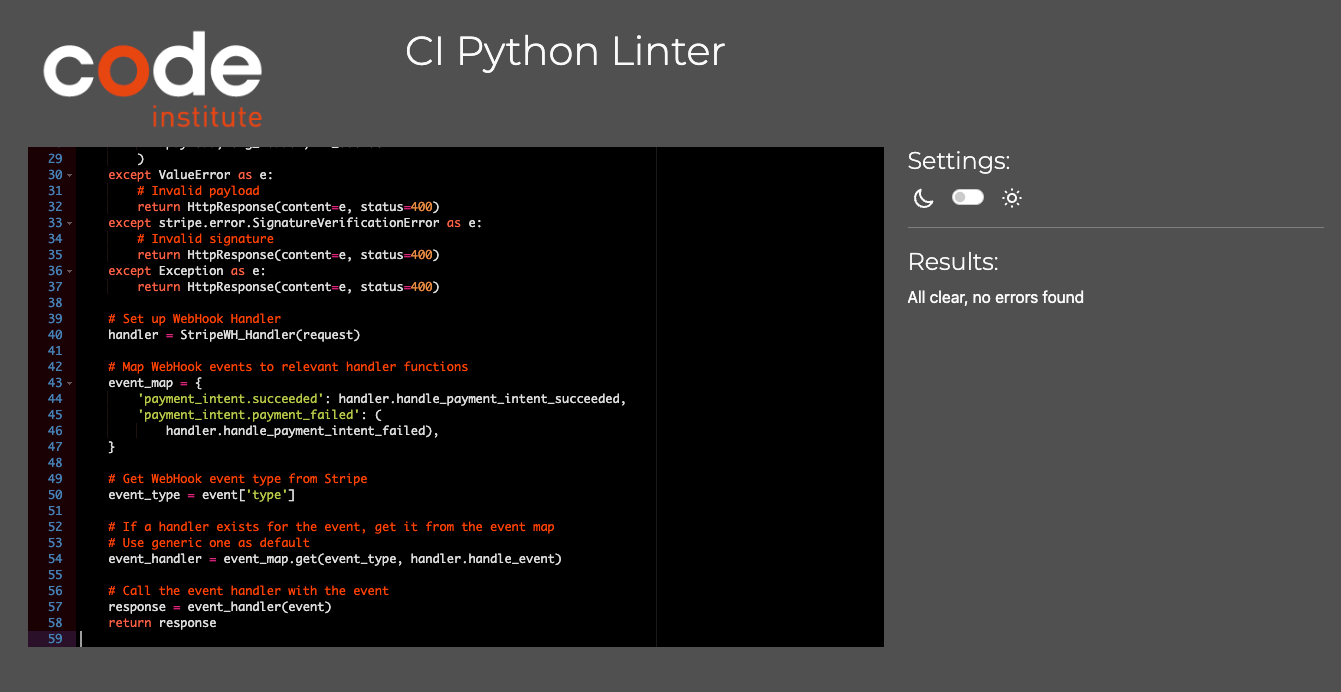 code
institute
CI Python Linter
29 )
30 except ValueError as e:
31 # Invalid payload
32 return HttpResponse(content=e, status=400)
33 except stripe.error.SignatureVerificationError as e:
34 # Invalid signature
35 return HttpResponse(content=e, status=400)
36 except Exception as e:
37 return HttpResponse(content=e, status=400)
38
39 # Set up WebHook Handler
40 handler = StripeWH_Handler(request)
41
42 # Map WebHook events to relevant handler functions
43 event_map = {
44 'payment_intent.succeeded': handler.handle_payment_intent_succeeded,
45 'payment_intent.payment_failed': (
46 handler.handle_payment_intent_failed),
47 }
48
49 # Get WebHook event type from Stripe
50 event_type = event['type']
51
52 # If a handler exists for the event, get it from the event map
53 # Use generic one as default
54 event_handler = event_map.get(event_type, handler.handle_event)
55
56 # Call the event handler with the event
57 response = event_handler(event)
58 return response
59
Settings:
Results:
All clear, no errors found